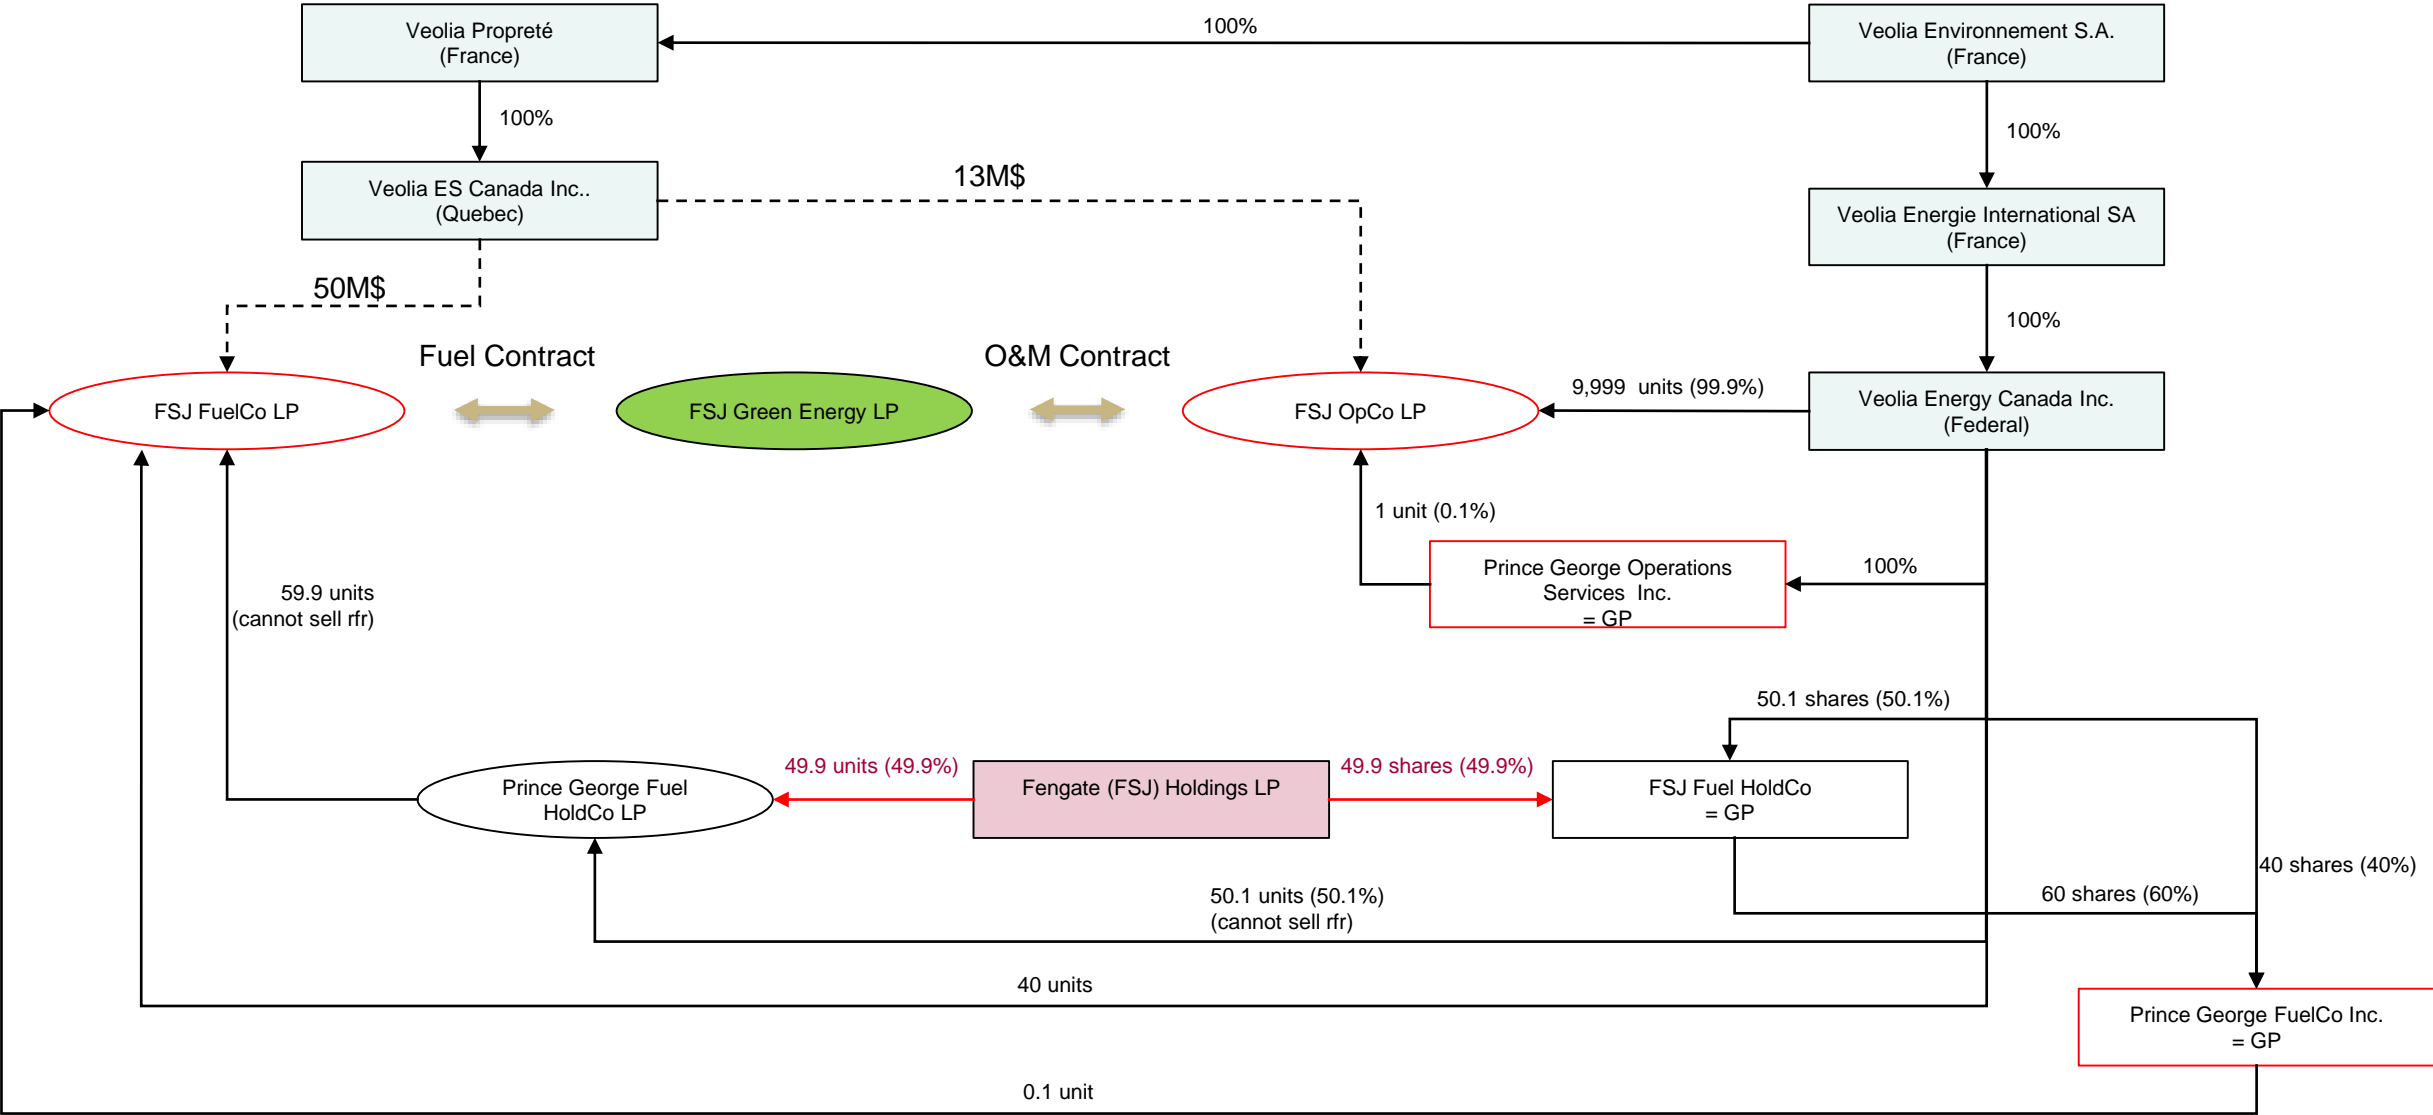 Veolia Propreté
(France)
100%
Veolia Environnement S.A.
(France)
100%
100%
Veolia ES Canada Inc..
(Quebec)
13M$
Veolia Energie International SA
(France)
50M$
100%
Fuel Contract
O&M Contract
FSJ FuelCo LP
FSJ Green Energy LP
FSJ OpCo LP
9,999 units (99.9%)
Veolia Energy Canada Inc.
(Federal)
1 unit (0.1%)
Prince George Operations
Services Inc.
= GP
100%
59.9 units
(cannot sell rfr)
50.1 shares (50.1%)
Prince George Fuel
HoldCo LP
49.9 units (49.9%)
Fengate (FSJ) Holdings LP
49.9 shares (49.9%)
FSJ Fuel HoldCo
= GP
40 shares (40%)
60 shares (60%)
50.1 units (50.1%)
(cannot sell rfr)
40 units
Prince George FuelCo Inc.
= GP
0.1 unit